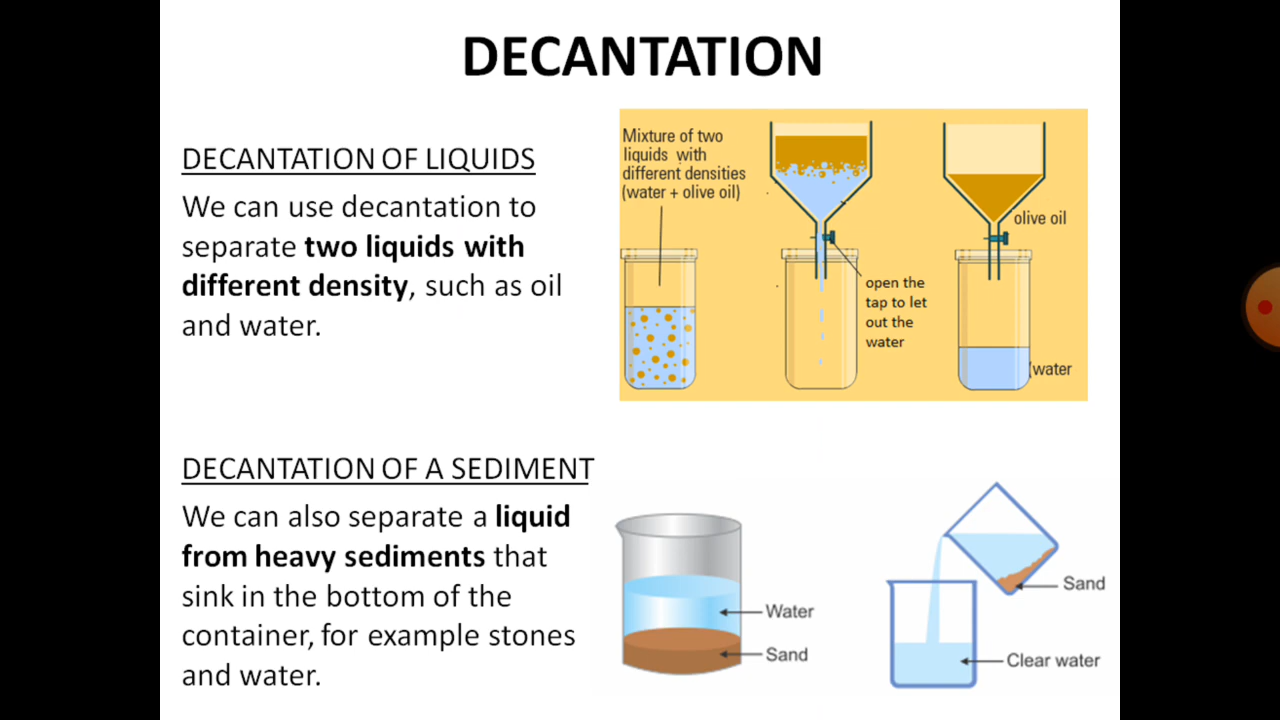 DECANTATION
DECANTATION OF LIQUIDS
We can use decantation to
separate two liquids with
different density, such as oil
and water.
Mixture of two
liquids with
different densities
(water + olive oil)
open the
tap to let
out the
water
olive oil
(water
DECANTATION OF A SEDIMENT
We can also separate a liquid
from heavy sediments that
sink in the bottom of the
container, for example stones
and water.
Water
Sand
Sand
Clear water